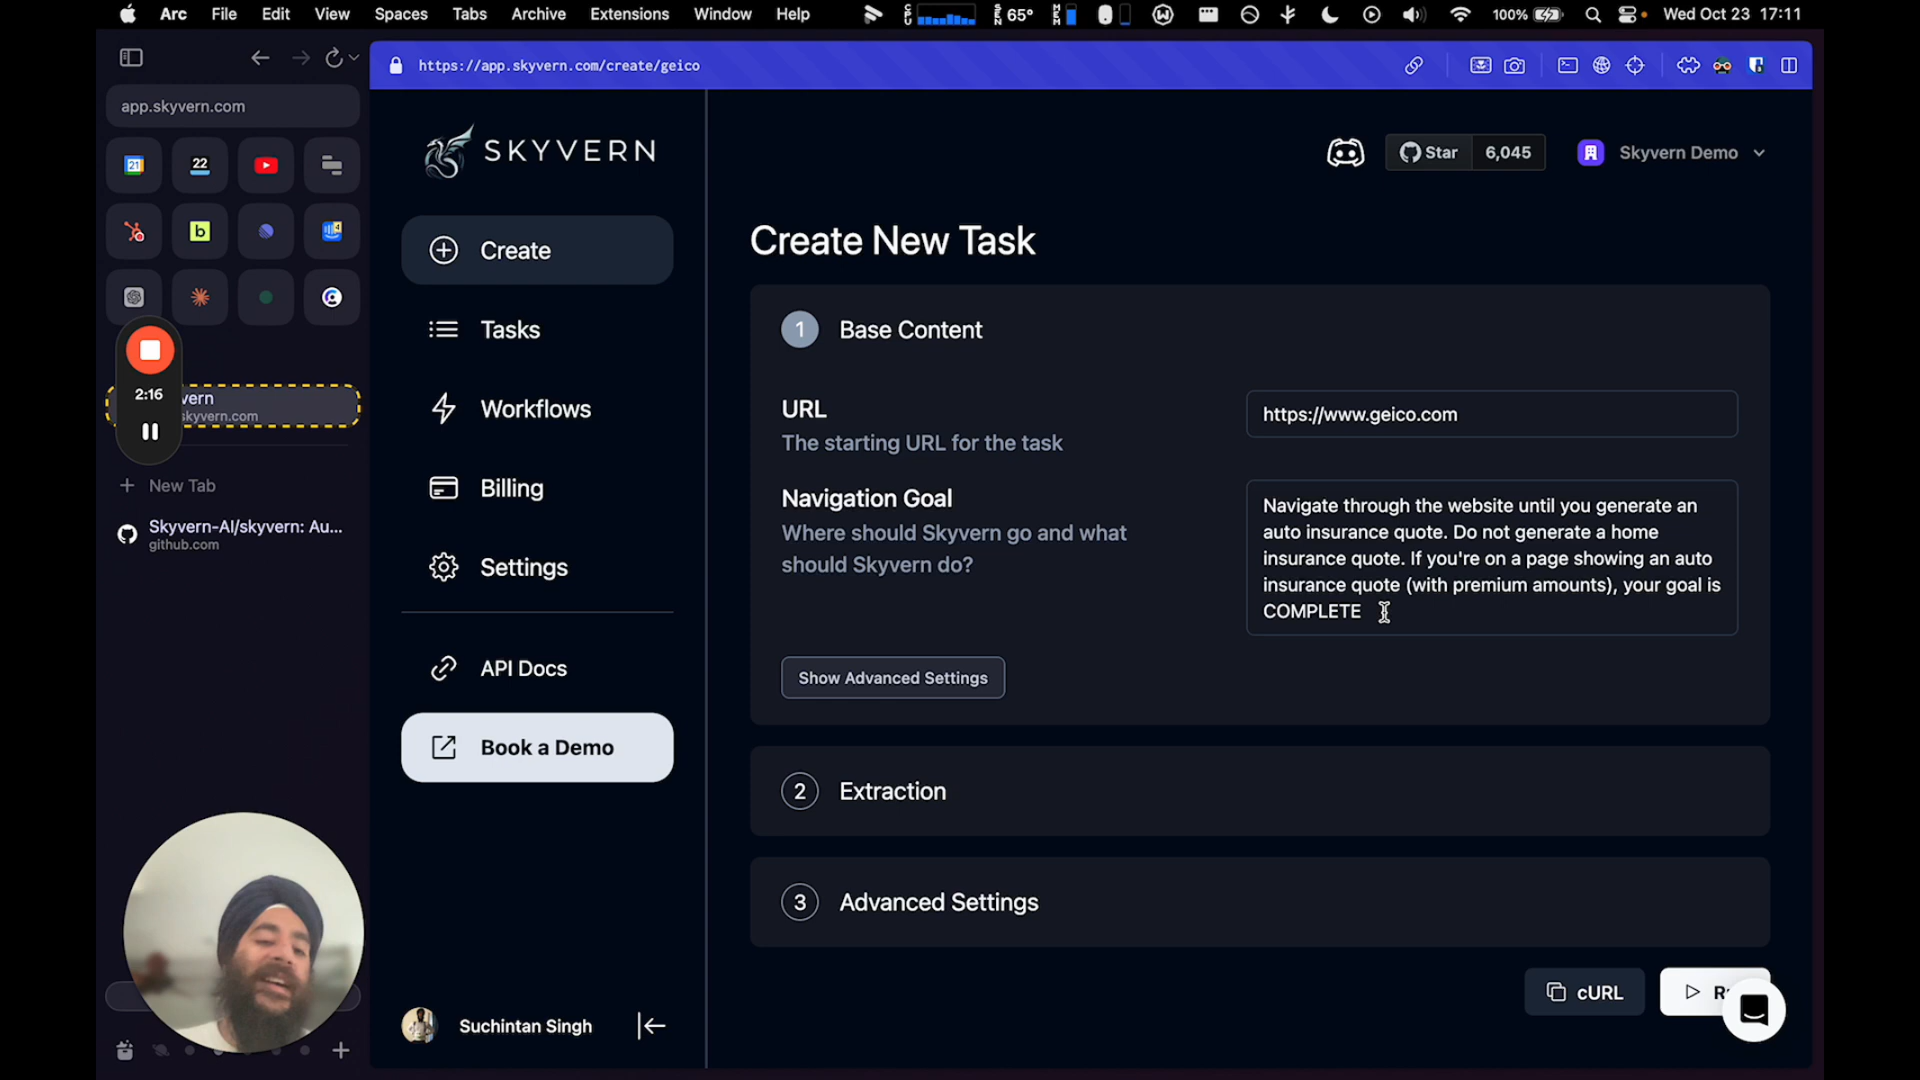 Arc File Edit View Spaces Tabs Archive Extensions Window Help
65°
100%
Wed Oct 23 17:11
https://app.skyvern.com/create/geico
app.skyvern.com
21
22
b
2:16
vern
skyvern.com
New Tab
Skyvern-AI/skyvern: Au...
github.com
SKYVERN
Create
Tasks
Workflows
Billing
Settings
API Docs
Book a Demo
Suchintan Singh
Star 6,045
Skyvern Demo
Create New Task
1 Base Content
URL
The starting URL for the task
https://www.geico.com
Navigation Goal
Where should Skyvern go and what
should Skyvern do?
Navigate through the website until you generate an
auto insurance quote. Do not generate a home
insurance quote. If you're on a page showing an auto
insurance quote (with premium amounts), your goal is
COMPLETE
Show Advanced Settings
2 Extraction
3 Advanced Settings
cURL